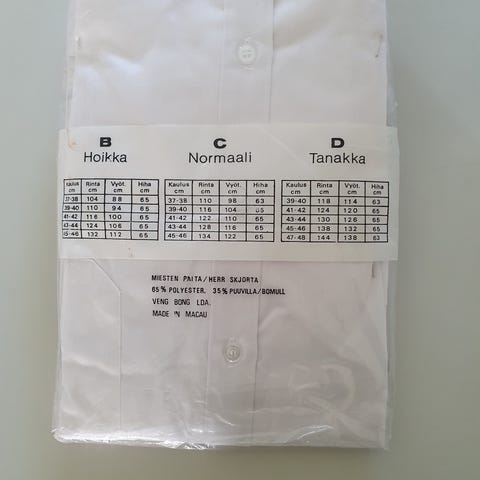 B C D
Hoikka Normaali Tanakka
Kaulus cm Rinta cm Vyöt. cm Hiha cm Kaulus cm Rinta cm Vyöt. cm Hiha cm Kaulus cm Rinta cm Vyöt. cm Hiha cm
37-38 104 88 65 37-38 110 98 63 39-40 118 114 63
39-40 110 94 65 39-40 116 104 65 41-42 124 120 65
41-42 116 100 65 41-42 122 110 65 43-44 130 126 65
43-44 124 106 65 43-44 128 116 65 45-46 138 132 65
45-46 132 112 65 45-46 134 122 65 47-48 144 138 63
MIESTEN PAITA/HERR SKJORTA
65% POLYESTER, 35% PUUVILLA/BOMULL
VENG BONG LDA.
MADE IN MACAU